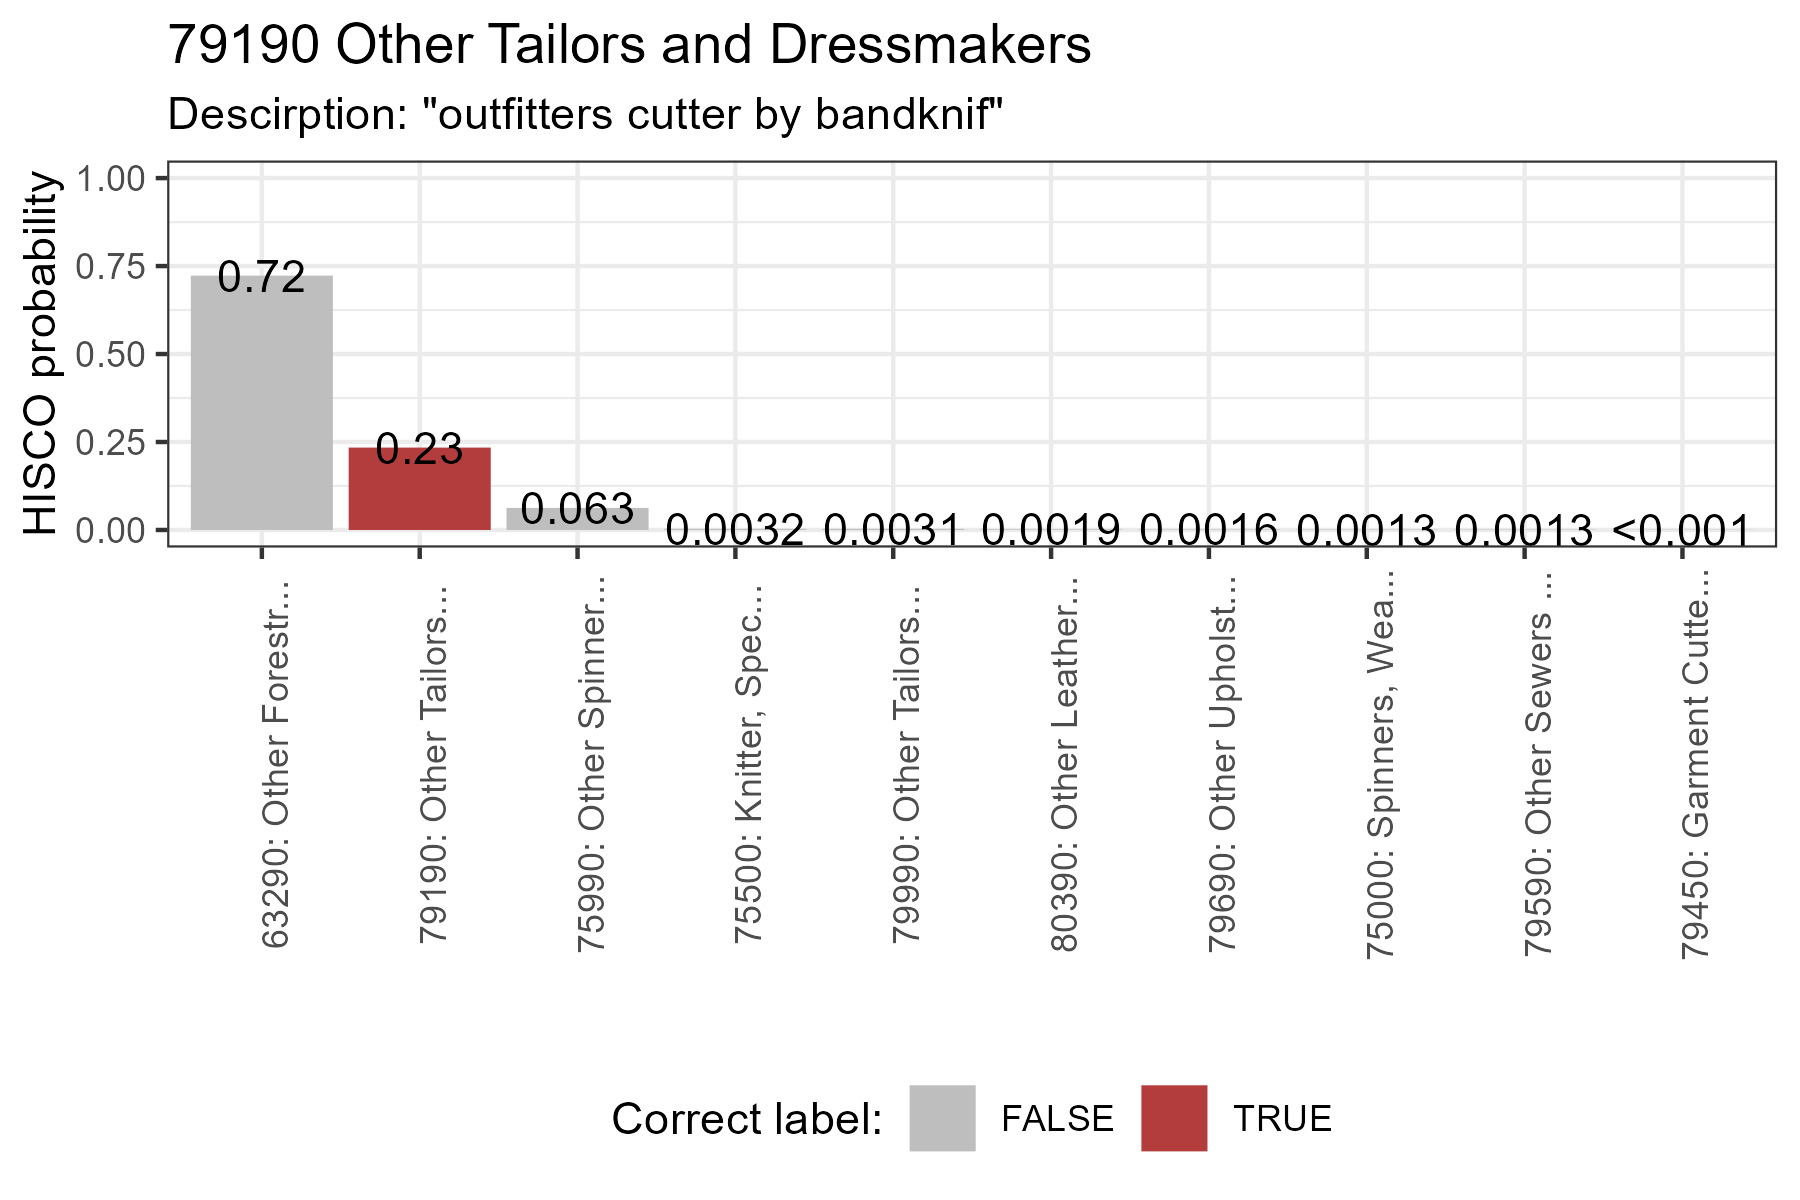 79190 Other Tailors and Dressmakers
Descirption: "outfitters cutter by bandknif"
HISCO probability
1.00
0.75
0.50
0.25
0.00
0.72
0.23
0.063
0.0032
0.0031
0.0019
0.0016
0.0013
0.0013
<0.001
63290: Other Forestr...
79190: Other Tailors...
75990: Other Spinner...
75500: Knitter, Spec...
79990: Other Tailors...
80390: Other Leather...
79690: Other Upholst...
75000: Spinners, Wea...
79590: Other Sewers ...
79450: Garment Cutte...
Correct label: FALSE TRUE